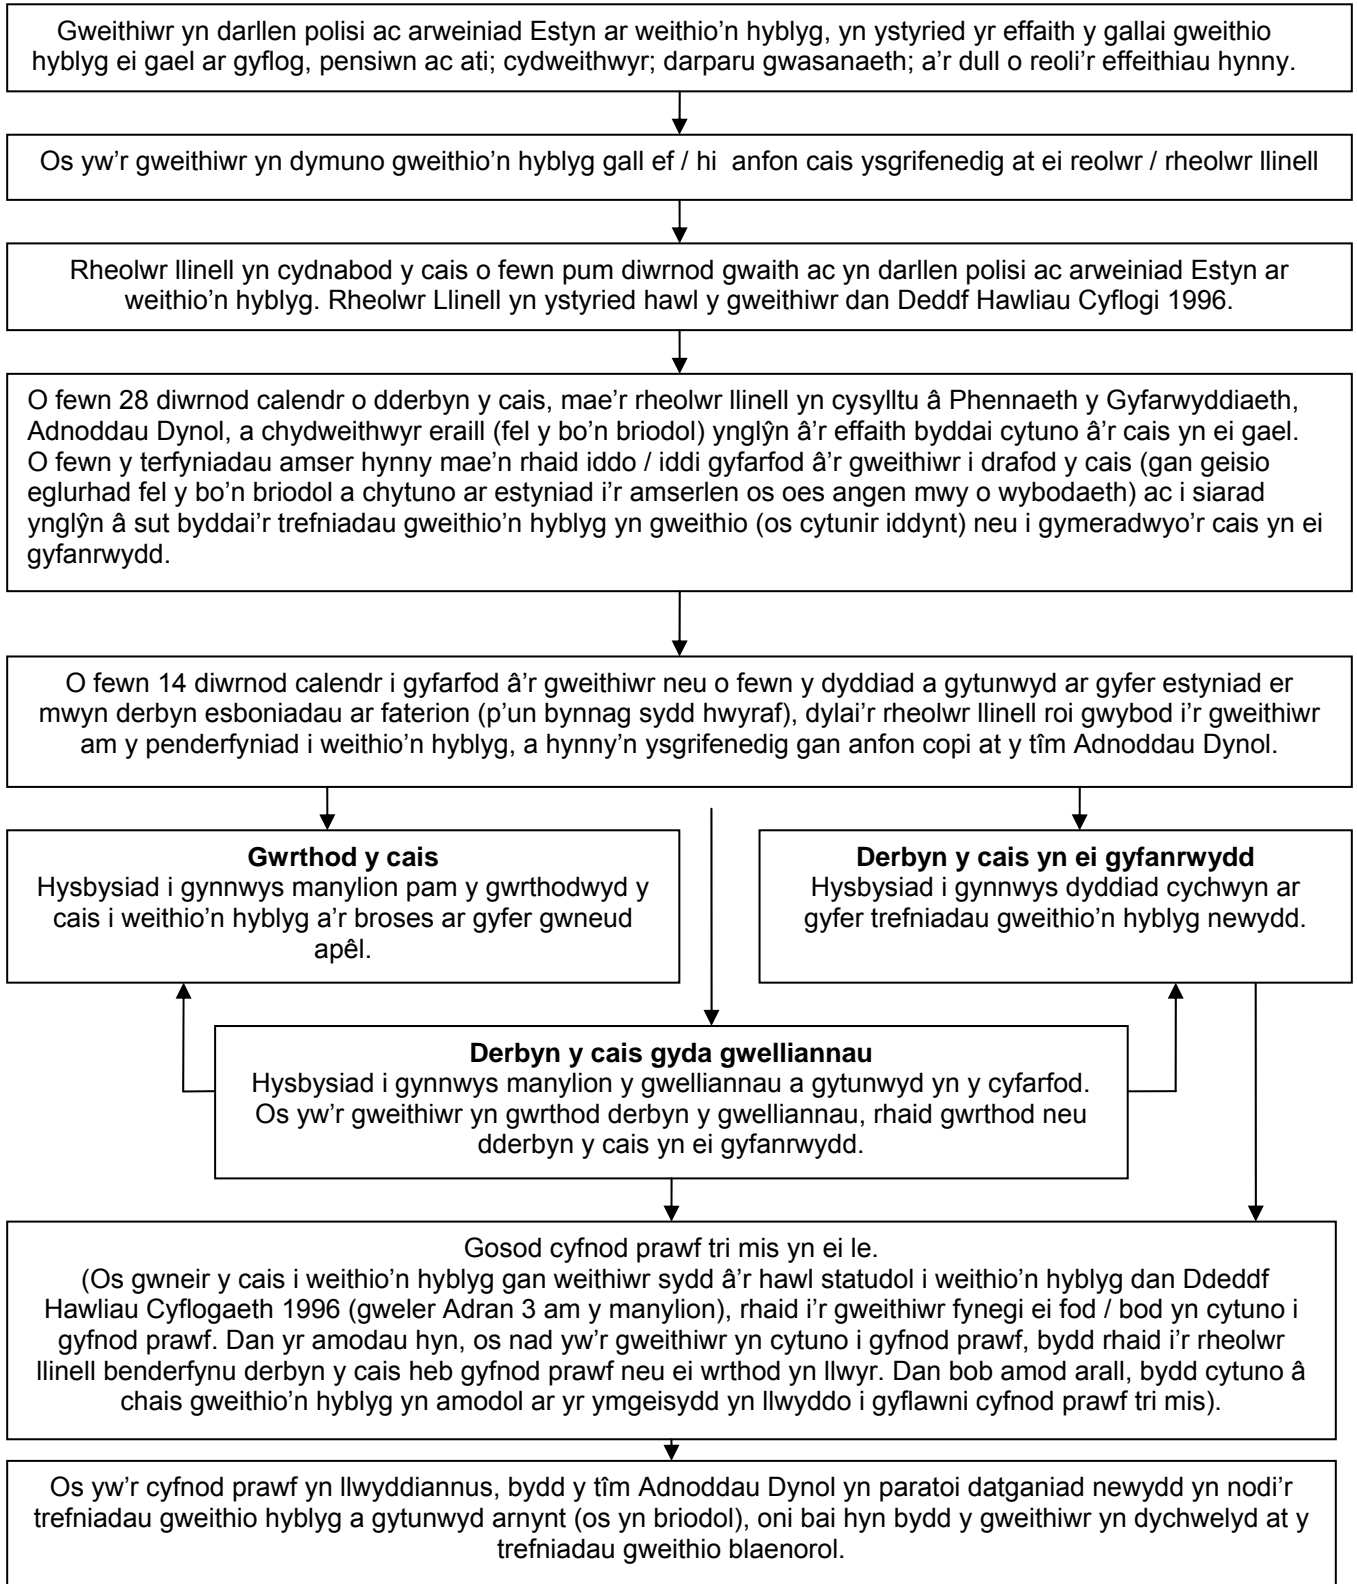 Gweithiwr yn darllen polisi ac arweiniad Estyn ar weithio’n hyblyg, yn ystyried yr effaith y gallai gweithio
hyblyg ei gael ar gyflog, pensiwn ac ati; cydweithwyr; darparu gwasanaeth; a’r dull o reoli’r effeithiau hynny.
Os yw’r gweithiwr yn dymuno gweithio’n hyblyg gall ef / hi anfon cais ysgrifenedig at ei reolwr / rheolwr llinell
Rheolwr llinell yn cydnabod y cais o fewn pum diwrnod gwaith ac yn darllen polisi ac arweiniad Estyn ar
weithio’n hyblyg. Rheolwr Llinell yn ystyried hawl y gweithiwr dan Deddf Hawliau Cyflogi 1996.
O fewn 28 diwrnod calendr o dderbyn y cais, mae’r rheolwr llinell yn cysylltu â Phennaeth y Gyfarwyddiaeth,
Adnoddau Dynol, a chydweithwyr eraill (fel y bo’n briodol) ynglŷn â’r effaith byddai cytuno â’r cais yn ei gael.
O fewn y terfyniadau amser hynny mae’n rhaid iddo / iddi gyfarfod â’r gweithiwr i drafod y cais (gan geisio
eglurhad fel y bo’n briodol a chytuno ar estyniad i’r amserlen os oes angen mwy o wybodaeth) ac i siarad
ynglŷn â sut byddai’r trefniadau gweithio’n hyblyg yn gweithio (os cytunir iddynt) neu i gymeradwyo’r cais yn ei
gyfanrwydd.
O fewn 14 diwrnod calendr i gyfarfod â’r gweithiwr neu o fewn y dyddiad a gytunwyd ar gyfer estyniad er
mwyn derbyn esboniadau ar faterion (p’un bynnag sydd hwyraf), dylai’r rheolwr llinell roi gwybod i’r gweithiwr
am y penderfyniad i weithio’n hyblyg, a hynny’n ysgrifenedig gan anfon copi at y tîm Adnoddau Dynol.
Gwrthod y cais
Hysbysiad i gynnwys manylion pam y gwrthodwyd y
cais i weithio’n hyblyg a’r broses ar gyfer gwneud
apêl.
Derbyn y cais yn ei gyfanrwydd
Hysbysiad i gynnwys dyddiad cychwyn ar
gyfer trefniadau gweithio’n hyblyg newydd.
Derbyn y cais gyda gwelliannau
Hysbysiad i gynnwys manylion y gwelliannau a gytunwyd yn y cyfarfod.
Os yw’r gweithiwr yn gwrthod derbyn y gwelliannau, rhaid gwrthod neu
dderbyn y cais yn ei gyfanrwydd.
Gosod cyfnod prawf tri mis yn ei le.
(Os gwneir y cais i weithio’n hyblyg gan weithiwr sydd â’r hawl statudol i weithio’n hyblyg dan Ddeddf
Hawliau Cyflogaeth 1996 (gweler Adran 3 am y manylion), rhaid i’r gweithiwr fynegi ei fod / bod yn cytuno i
gyfnod prawf. Dan yr amodau hyn, os nad yw’r gweithiwr yn cytuno i gyfnod prawf, bydd rhaid i’r rheolwr
llinell benderfynu derbyn y cais heb gyfnod prawf neu ei wrthod yn llwyr. Dan bob amod arall, bydd cytuno â
chais gweithio’n hyblyg yn amodol ar yr ymgeisydd yn llwyddo i gyflawni cyfnod prawf tri mis).
Os yw’r cyfnod prawf yn llwyddiannus, bydd y tîm Adnoddau Dynol yn paratoi datganiad newydd yn nodi’r
trefniadau gweithio hyblyg a gytunwyd arnynt (os yn briodol), oni bai hyn bydd y gweithiwr yn dychwelyd at y
trefniadau gweithio blaenorol.